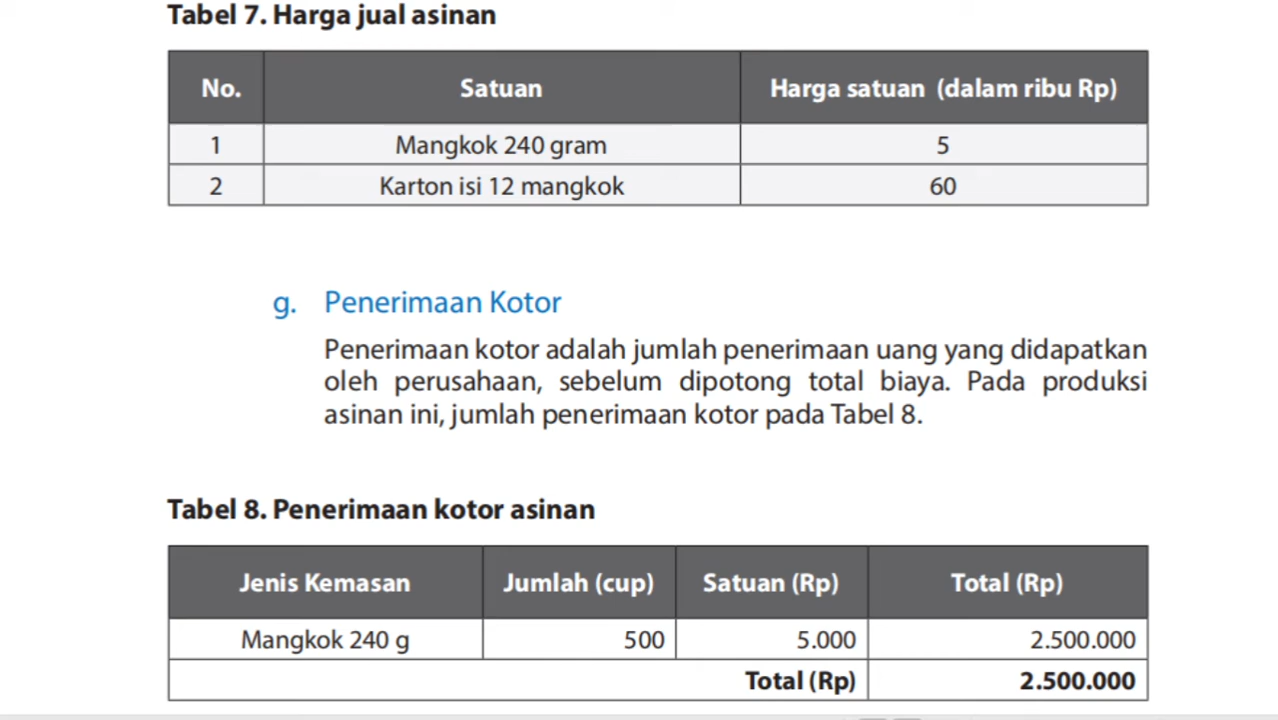 Tabel 7. Harga jual asinan
No. Satuan Harga satuan (dalam ribu Rp)
1 Mangkok 240 gram 5
2 Karton isi 12 mangkok 60
g. Penerimaan Kotor
Penerimaan kotor adalah jumlah penerimaan uang yang didapatkan
oleh perusahaan, sebelum dipotong total biaya. Pada produksi
asinan ini, jumlah penerimaan kotor pada Tabel 8.
Tabel 8. Penerimaan kotor asinan
Jenis Kemasan Jumlah (cup) Satuan (Rp) Total (Rp)
Mangkok 240 g 500 5.000 2.500.000
Total (Rp) 2.500.000